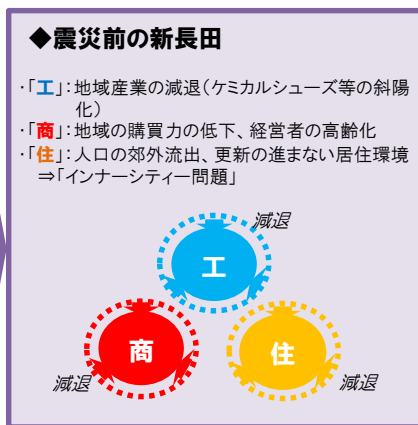 ◆震災前の新長田
・「工」：地域産業の減退（ケミカルシューズ等の斜陽
化）
・「商」：地域の購買力の低下、経営者の高齢化
・「住」：人口の郊外流出、更新の進まない居住環境
⇒「インナーシティー問題」
減退
工
商
住
減退
減退